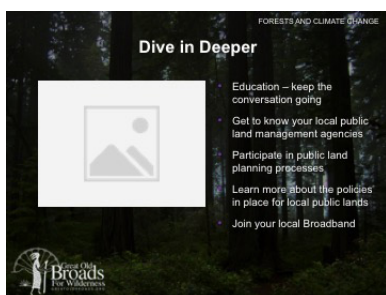 FORESTS AND CLIMATE CHANGE
Dive in Deeper
Education – keep the
conversation going
Get to know your local public
land management agencies
Participate in public land
planning processes
Learn more about the policies
in place for local public lands
Join your local Broadband
Great Old
Broads
For Wilderness
GREATOLDBROADS.ORG